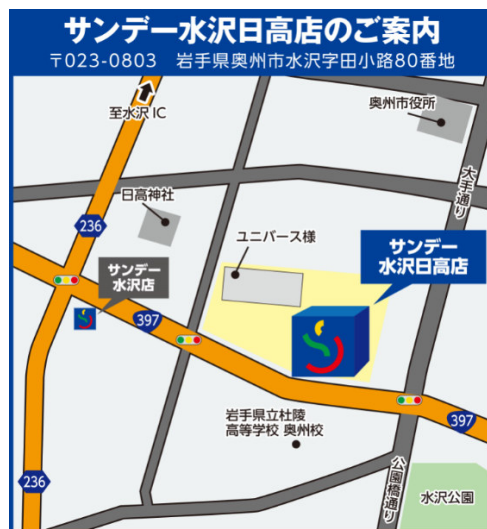 サンデー水沢日高店のご案内
〒023-0803 岩手県奥州市水沢字田小路80番地
至水沢IC
奥州市役所
大手通り
日高神社
236
ユニバース様
サンデー
水沢日高店
サンデー
水沢店
397
岩手県立杜陵
高等学校 奥州校
397
236
公園橋通り
水沢公園